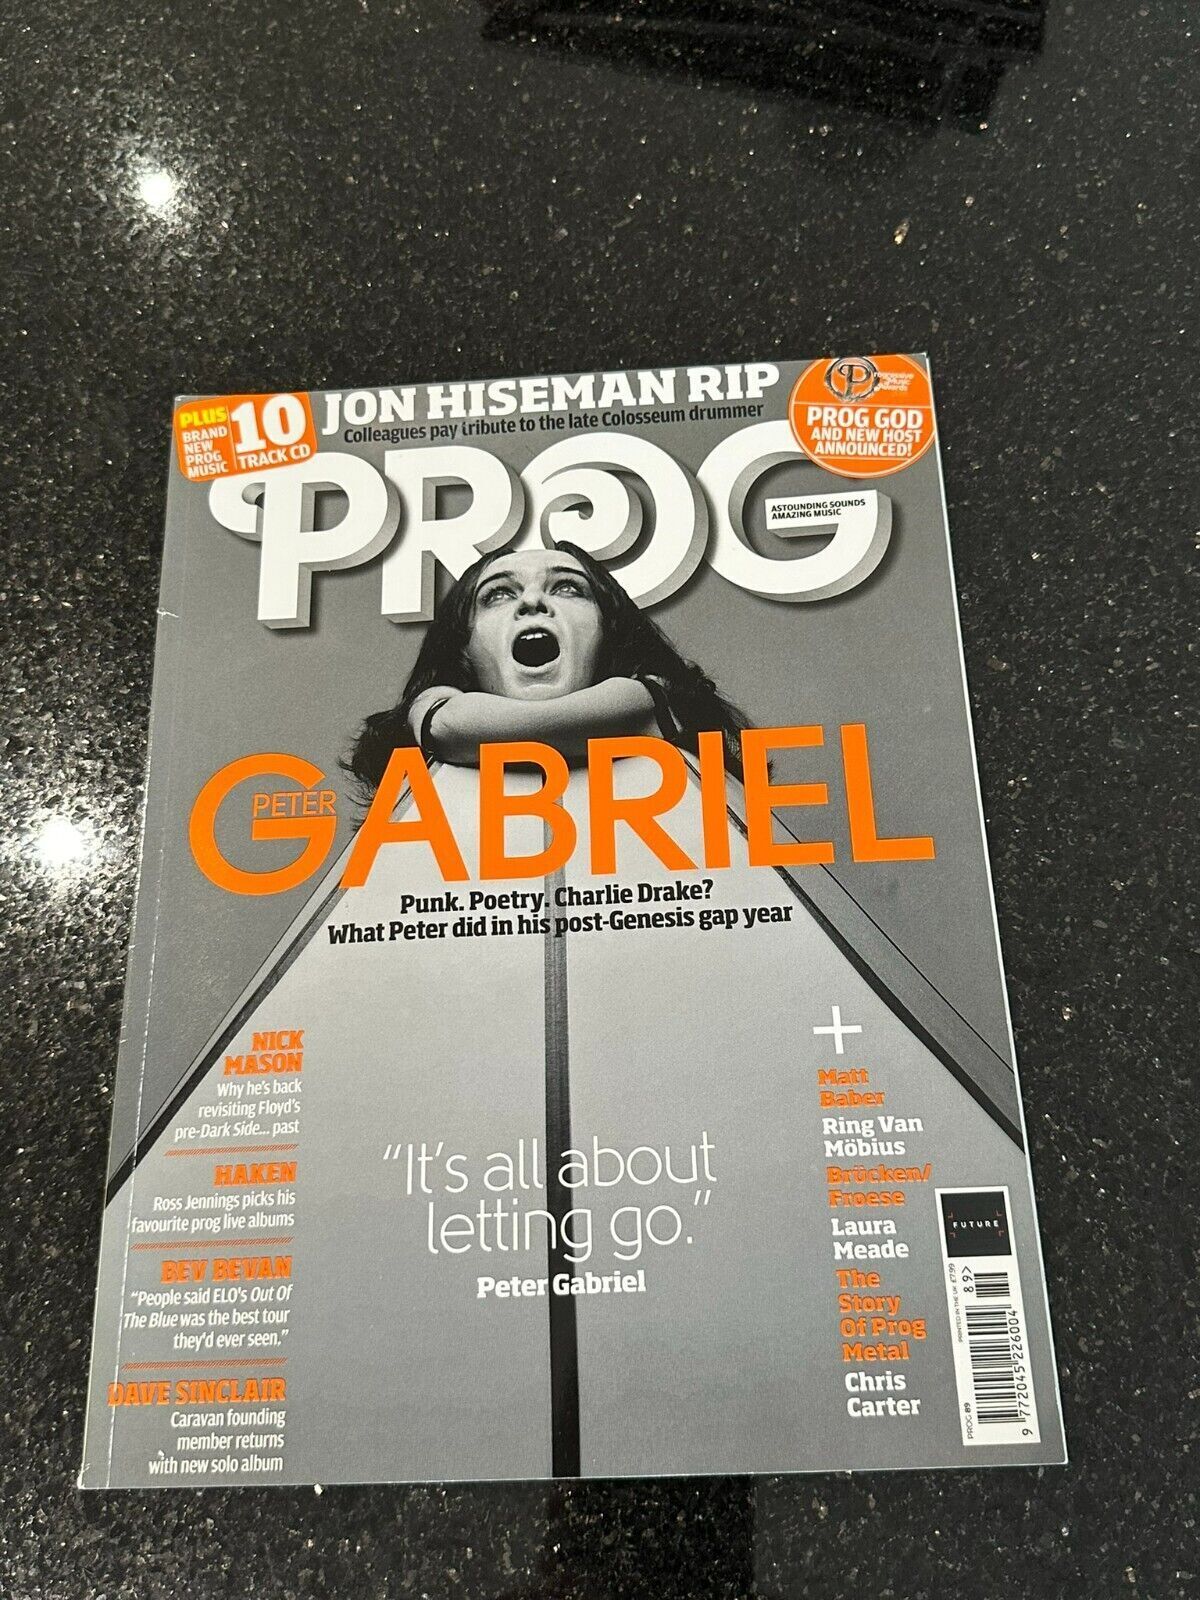 JON HISEMAN RIP
Colleagues pay tribute to the late Colosseum drummer
PLUS
BRAND
NEW
PROG
MUSIC
10
TRACK CD
Progressive
Music
Awards
PROG GOD
AND NEW HOST
ANNOUNCED!
PROG
ASTOUNDING SOUNDS
AMAZING MUSIC
PETER
GABRIEL
Punk. Poetry. Charlie Drake?
What Peter did in his post-Genesis gap year
NICK
MASON
Why he's back
revisiting Floyd's
pre-Dark Side... past
HAKEN
Ross Jennings picks his
favourite prog live albums
BEV BEVAN
"People said ELO's Out Of
The Blue was the best tour
they'd ever seen."
DAVE SINCLAIR
Caravan founding
member returns
with new solo album
"It's all about
letting go."
Peter Gabriel
+
Matt
Baber
Ring Van
Möbius
Brücken/
Froese
Laura
Meade
The
Story
Of Prog
Metal
Chris
Carter
FUTURE
PROG 89
PRINTED IN THE UK £7.99
8.9>
9 772045 226004